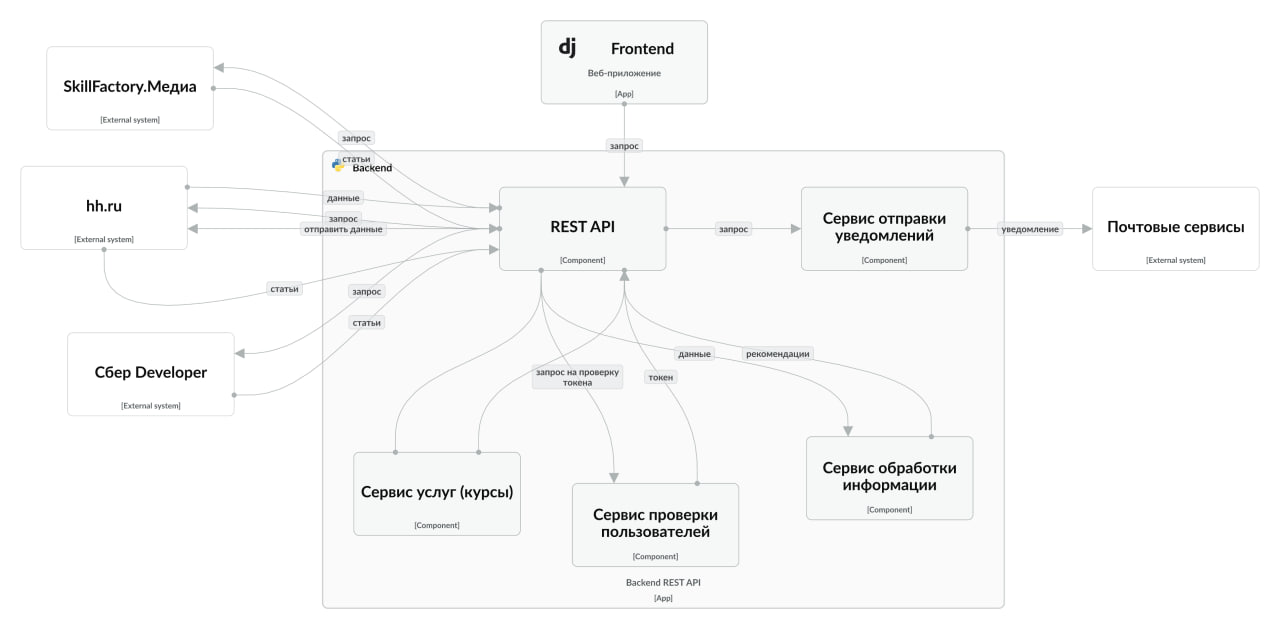 dj Frontend
Веб-приложение
[App]
SkillFactory.Медиа
[External system]
запрос
статьи
запрос
Backend
hh.ru
[External system]
данные
запрос
отправить данные
статьи
запрос
статьи
REST API
[Component]
запрос
Сервис отправки
уведомлений
[Component]
уведомление
Почтовые сервисы
[External system]
Сбер Developer
[External system]
запрос на проверку
токена
токен
данные
рекомендации
Сервис услуг (курсы)
[Component]
Сервис проверки
пользователей
[Component]
Сервис обработки
информации
[Component]
Backend REST API
[App]